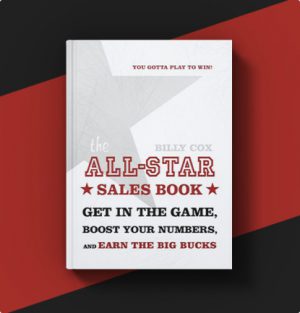 YOU GOTTA PLAY TO WIN!
the BILLY COX
ALL-STAR
★ SALES BOOK ★
GET IN THE GAME,
BOOST YOUR NUMBERS,
AND EARN THE BIG BUCKS